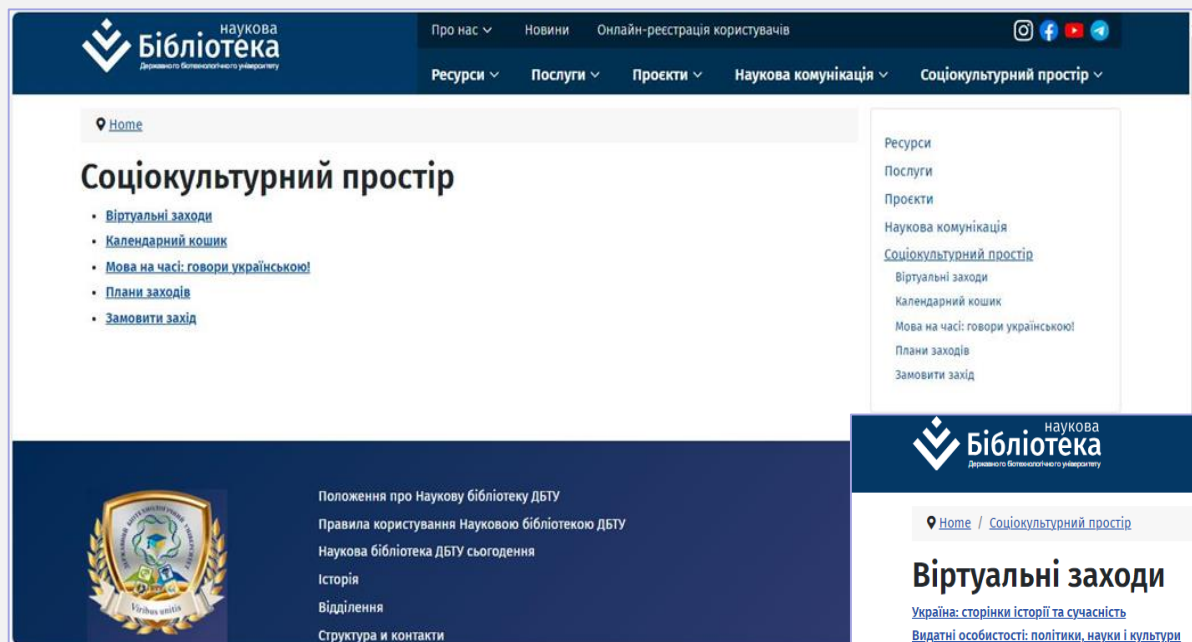 наукова
Бібліотека
Державного біотехнологічного університету
Про нас
Новини
Онлайн-реєстрація користувачів
Ресурси
Послуги
Проєкти
Наукова комунікація
Соціокультурний простір
Home
Соціокультурний простір
Віртуальні заходи
Календарний кошик
Мова на часі: говори українською!
Плани заходів
Замовити захід
Ресурси
Послуги
Проєкти
Наукова комунікація
Соціокультурний простір
Віртуальні заходи
Календарний кошик
Мова на часі: говори українською!
Плани заходів
Замовити захід
ДЕРЖАВНИЙ БІОТЕХНОЛОГІЧНИЙ УНІВЕРСИТЕТ
Viribus unitis
Положення про Наукову бібліотеку ДБТУ
Правила користування Науковою бібліотекою ДБТУ
Наукова бібліотека ДБТУ сьогодення
Історія
Відділення
Структура и контакти
наукова
Бібліотека
Державного біотехнологічного університету
Home / Соціокультурний простір
Віртуальні заходи
Україна: сторінки історії та сучасність
Видатні особистості: політики, науки і культури